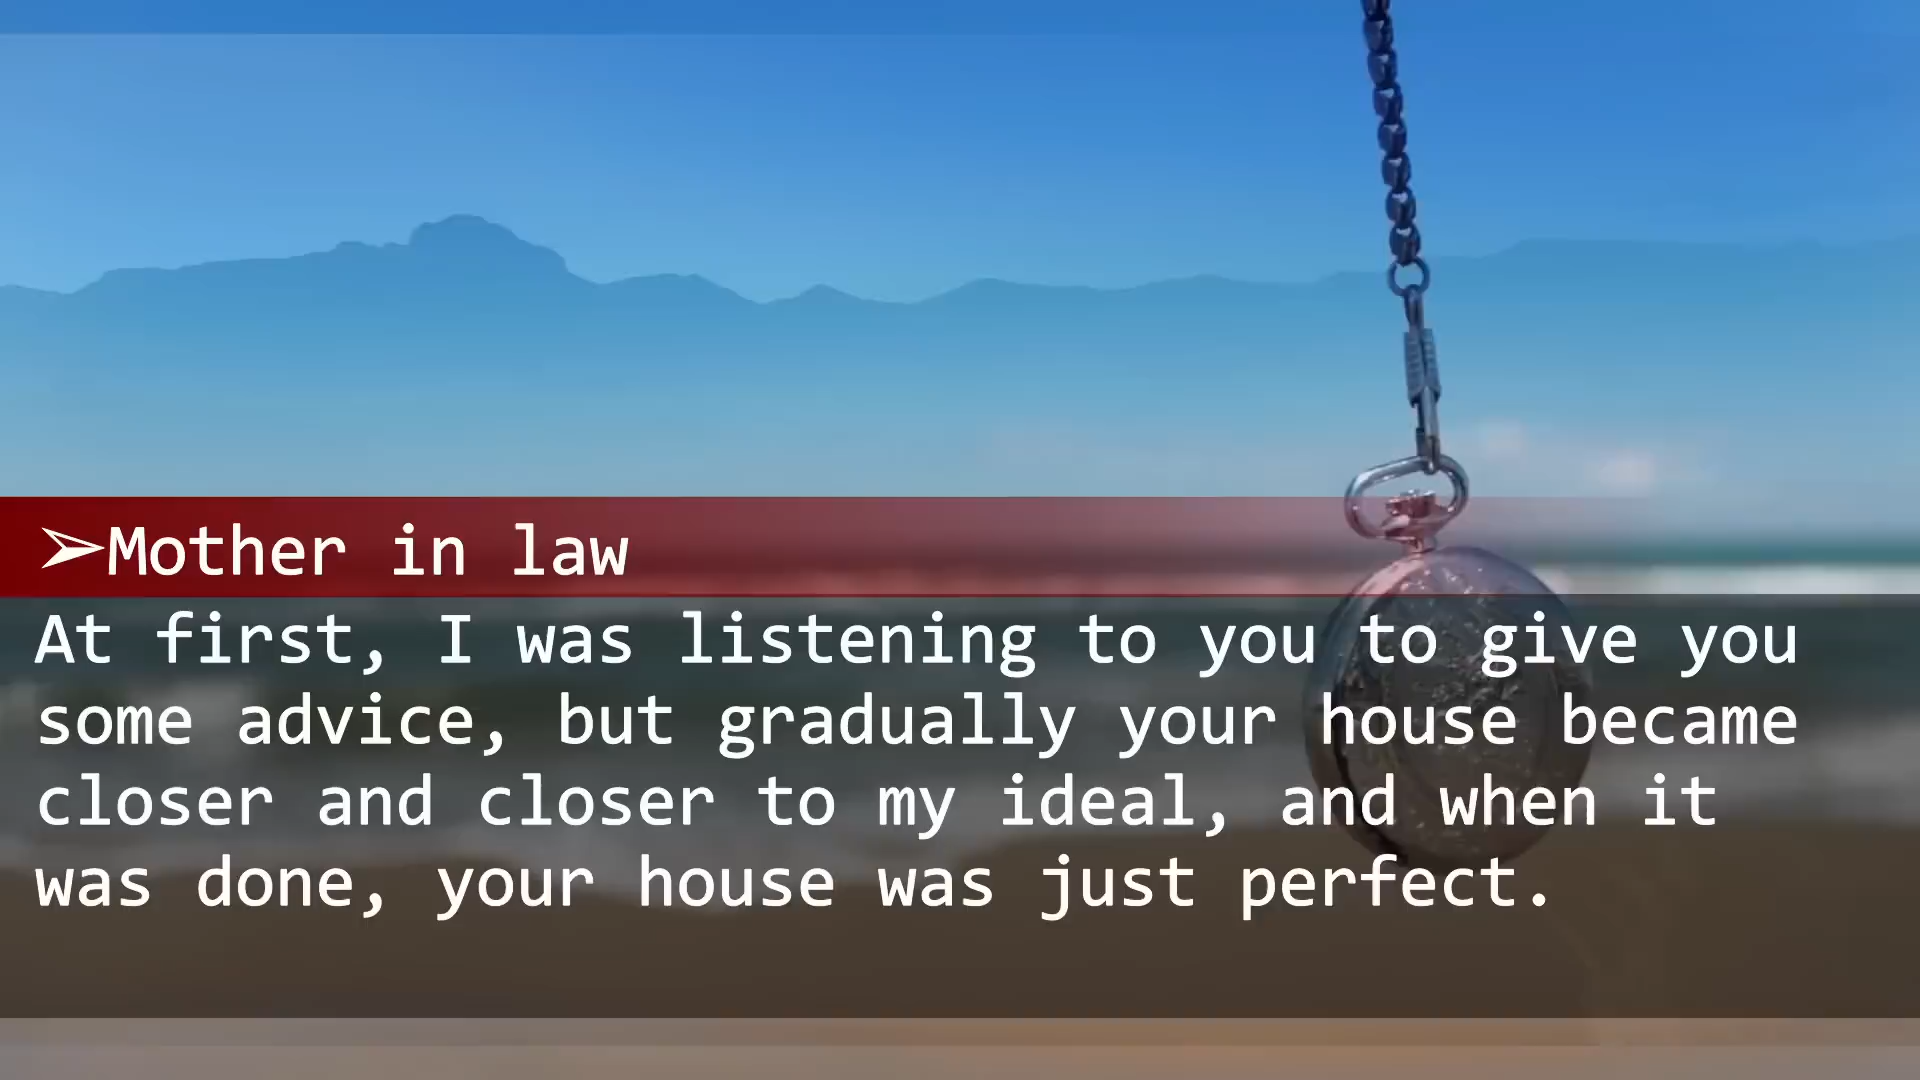 ➢Mother in law
At first, I was listening to you to give you
some advice, but gradually your house became
closer and closer to my ideal, and when it
was done, your house was just perfect.